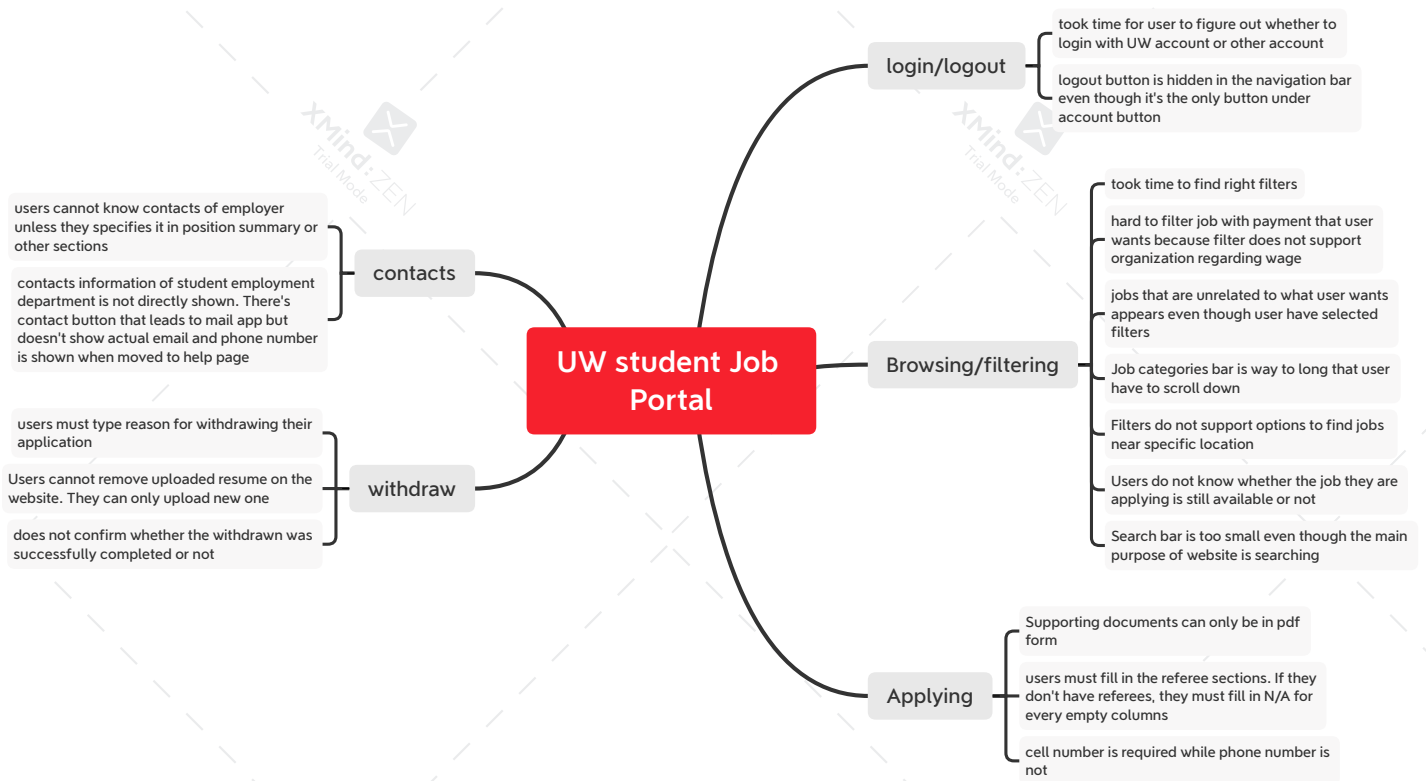 UW student Job
Portal
login/logout
took time for user to figure out whether to
login with UW account or other account
logout button is hidden in the navigation bar
even though it's the only button under
account button
Browsing/filtering
took time to find right filters
hard to filter job with payment that user
wants because filter does not support
organization regarding wage
jobs that are unrelated to what user wants
appears even though user have selected
filters
Job categories bar is way to long that user
have to scroll down
Filters do not support options to find jobs
near specific location
Users do not know whether the job they are
applying is still available or not
Search bar is too small even though the main
purpose of website is searching
Applying
Supporting documents can only be in pdf
form
users must fill in the referee sections. If they
don't have referees, they must fill in N/A for
every empty columns
cell number is required while phone number is
not
contacts
users cannot know contacts of employer
unless they specifies it in position summary or
other sections
contacts information of student employment
department is not directly shown. There's
contact button that leads to mail app but
doesn't show actual email and phone number
is shown when moved to help page
withdraw
users must type reason for withdrawing their
application
Users cannot remove uploaded resume on the
website. They can only upload new one
does not confirm whether the withdrawn was
successfully completed or not
XMind:ZEN
Trial Mode
XMind:ZEN
Trial Mode